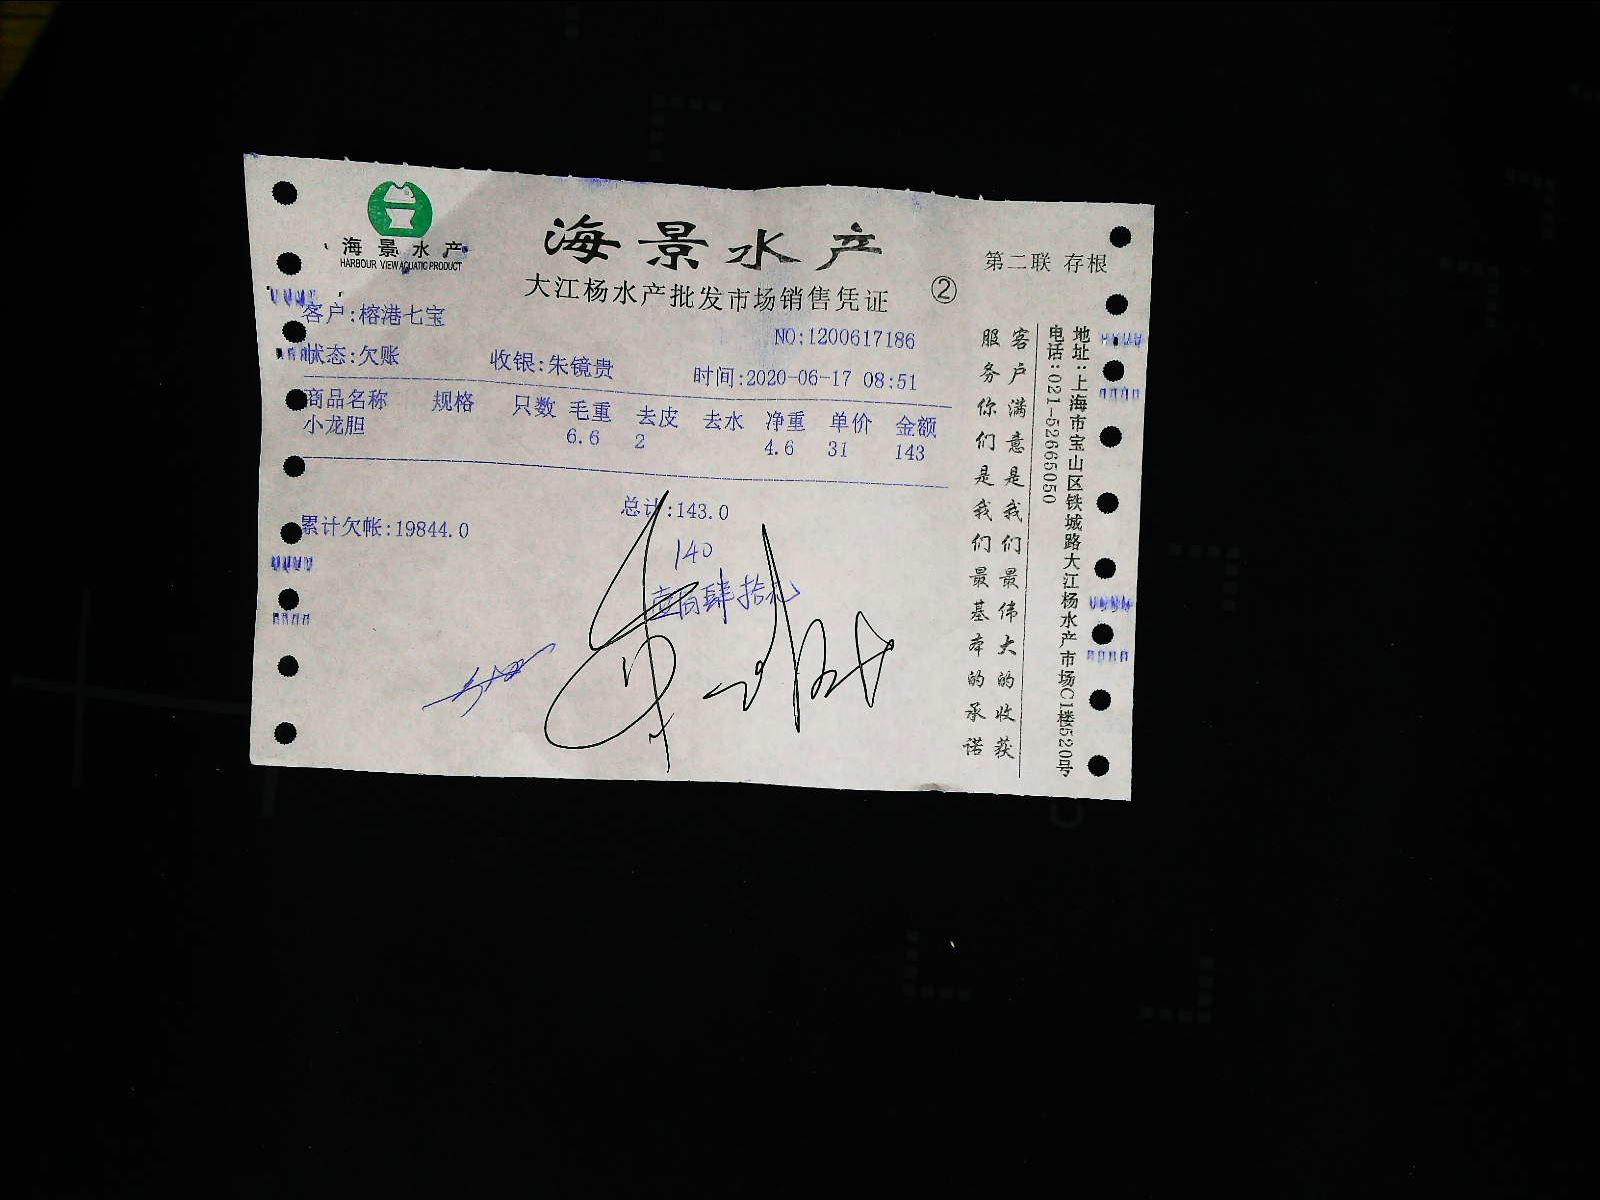 海景水产
HARBOUR VIEW AQUATIC PRODUCT
海景水产
大江杨水产批发市场销售凭证
②
第二联 存根
客户:榕港七宝
NO:1200617186
状态:欠账 收银:朱镜贵 时间:2020-06-17 08:51
商品名称 规格 只数 毛重 去皮 去水 净重 单价 金额
小龙胆 6.6 2 4.6 31 143
总计:143.0
累计欠帐:19844.0
140
壹佰肆拾元
客户满意是我们最伟大的收获
服务你们是我们最基本的承诺
地址:上海市宝山区铁城路大江杨水产市场C1楼520号
电话:021-52665050